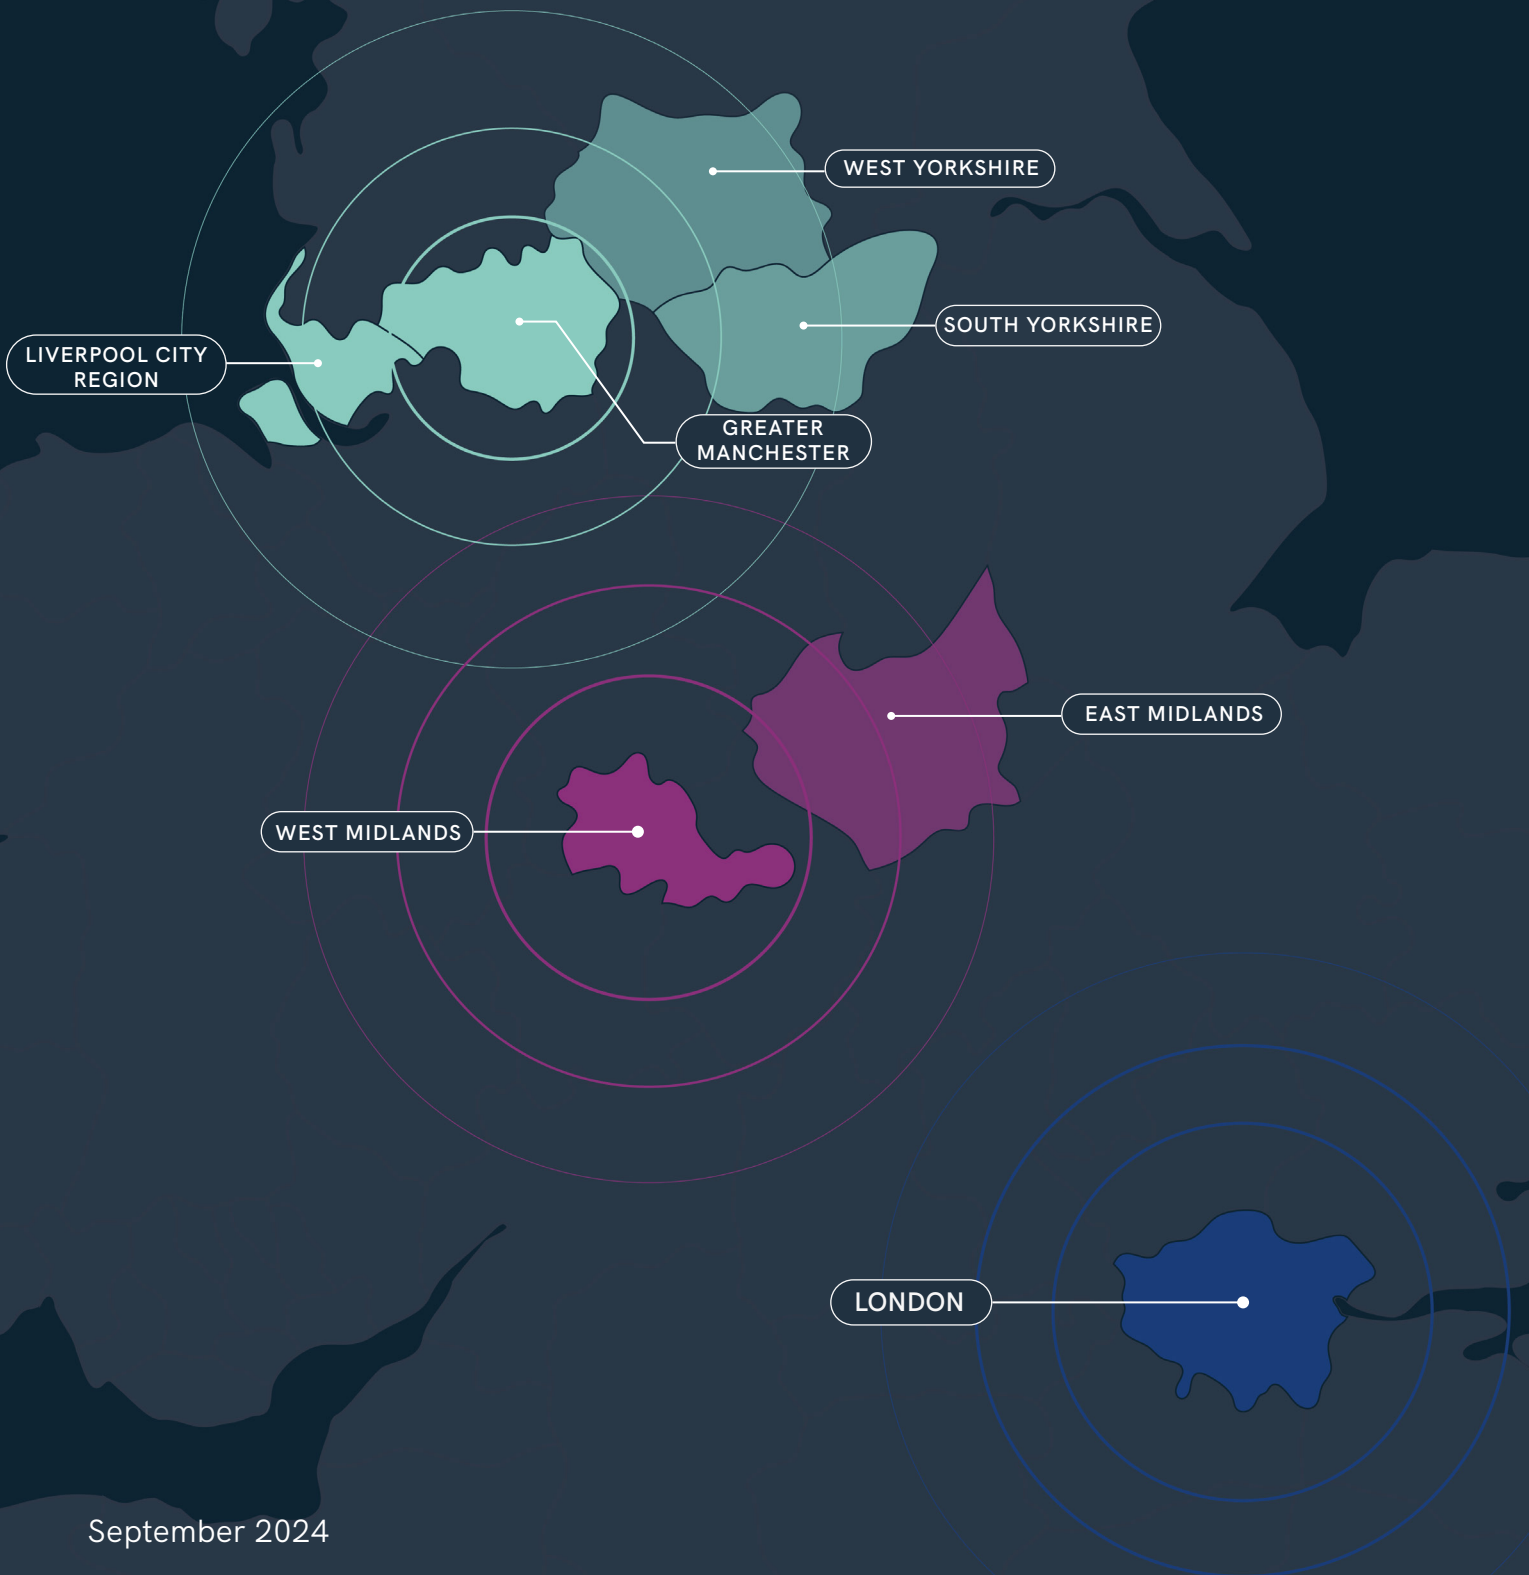 WEST YORKSHIRE
SOUTH YORKSHIRE
LIVERPOOL CITY
REGION
GREATER
MANCHESTER
EAST MIDLANDS
WEST MIDLANDS
LONDON
September 2024